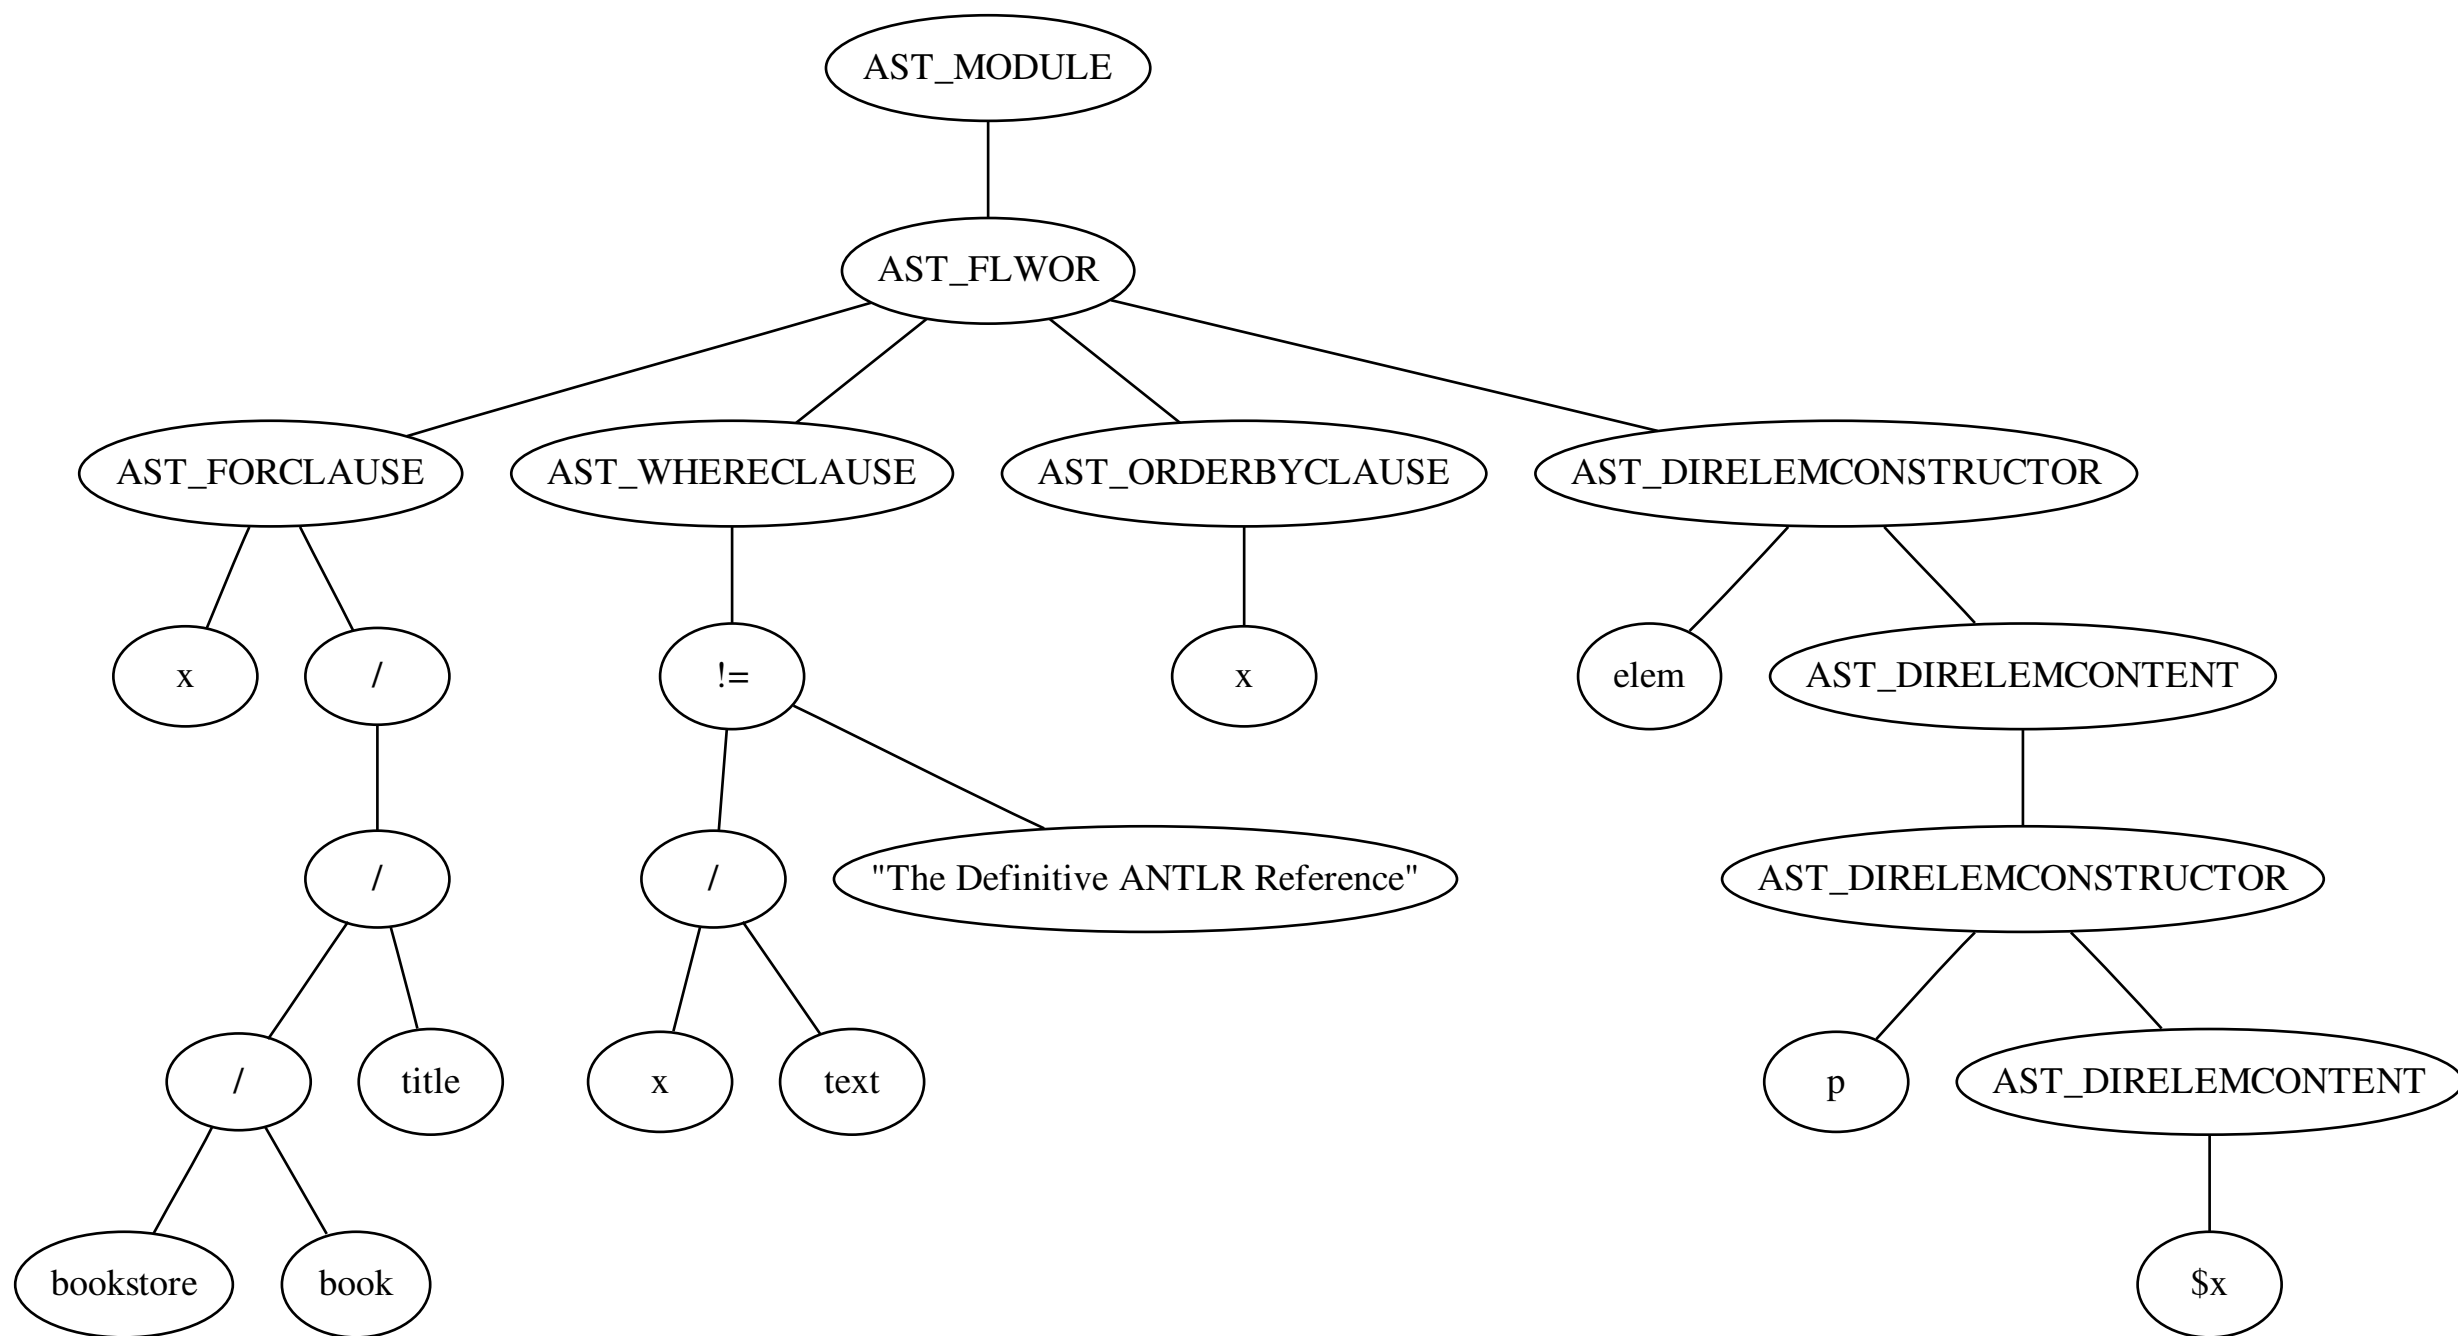 AST_MODULE
AST_FLWOR
AST_FORCLAUSE
AST_WHERECLAUSE
AST_ORDERBYCLAUSE
AST_DIRELEMCONSTRUCTOR
x
/
!=
x
elem
AST_DIRELEMCONTENT
/
/
"The Definitive ANTLR Reference"
AST_DIRELEMCONSTRUCTOR
/
title
x
text
p
AST_DIRELEMCONTENT
bookstore
book
$x